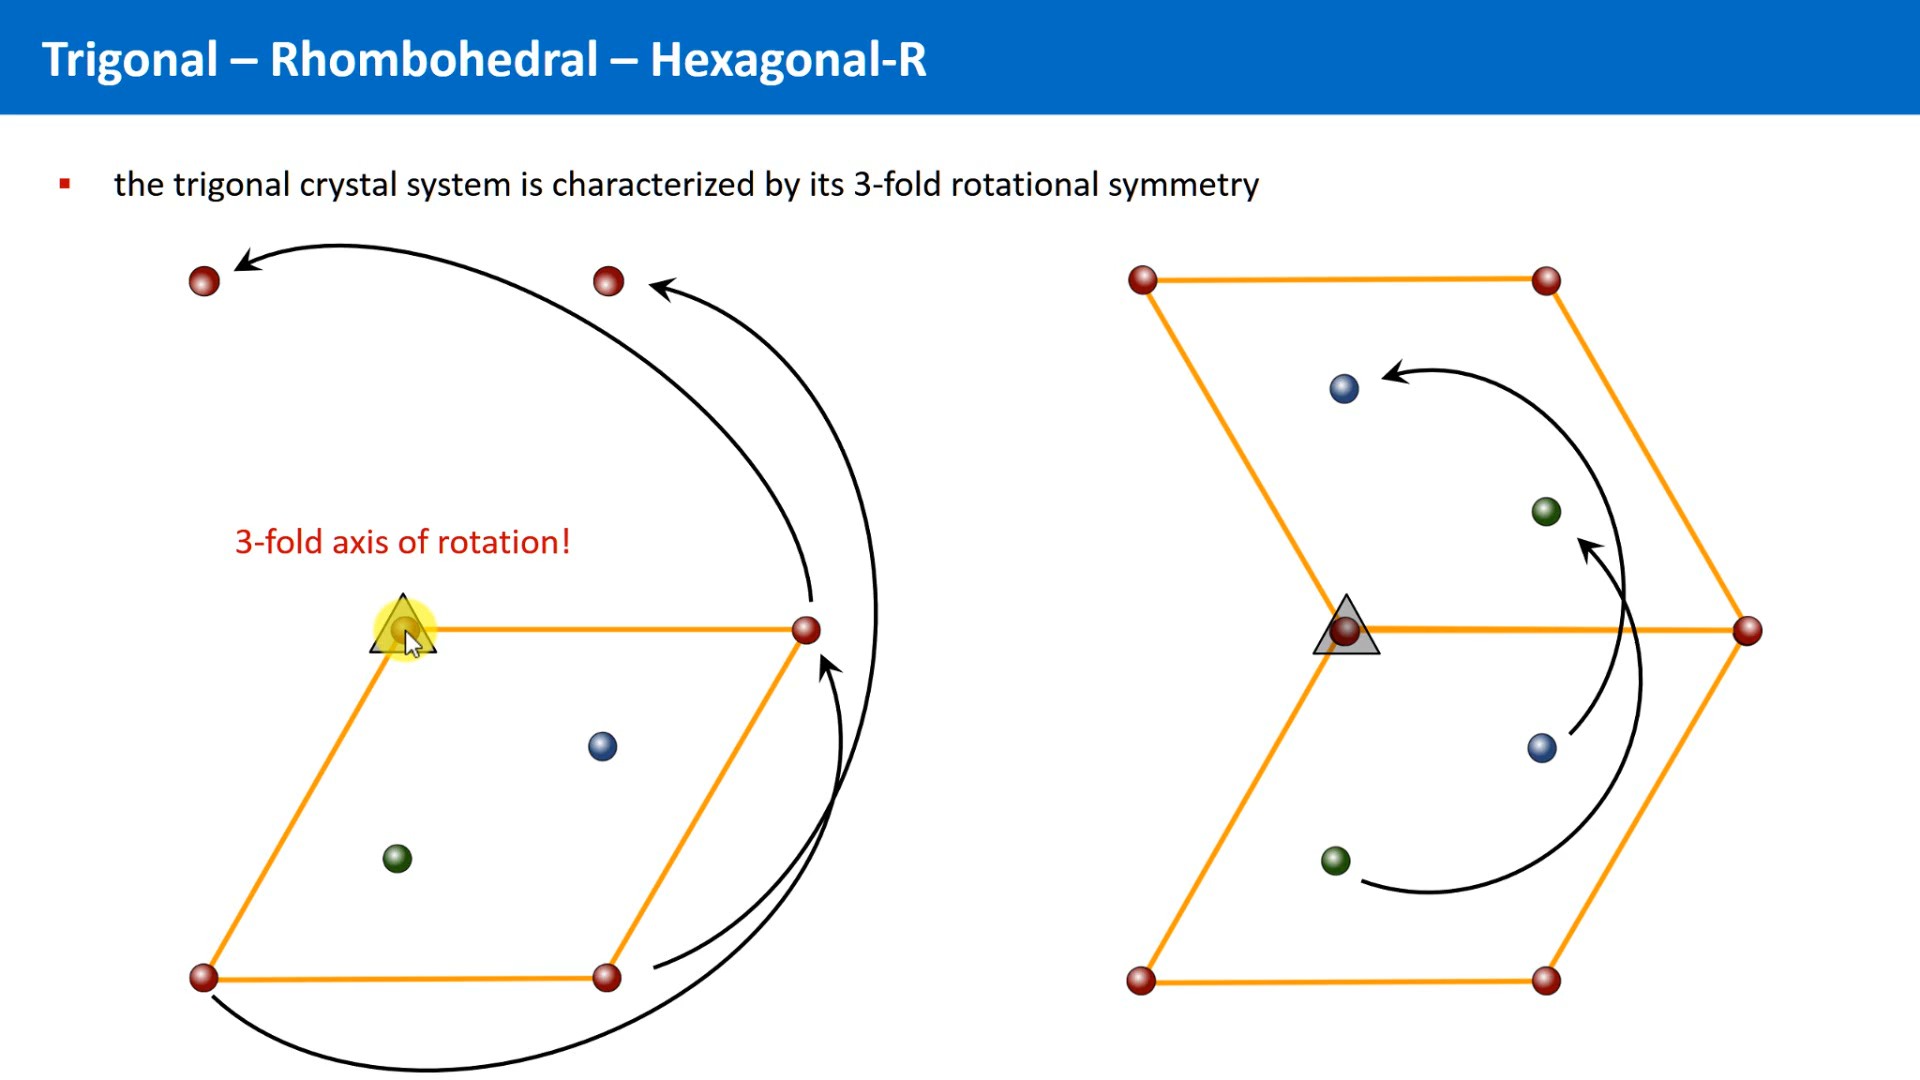 Trigonal – Rhombohedral – Hexagonal-R
the trigonal crystal system is characterized by its 3-fold rotational symmetry
3-fold axis of rotation!